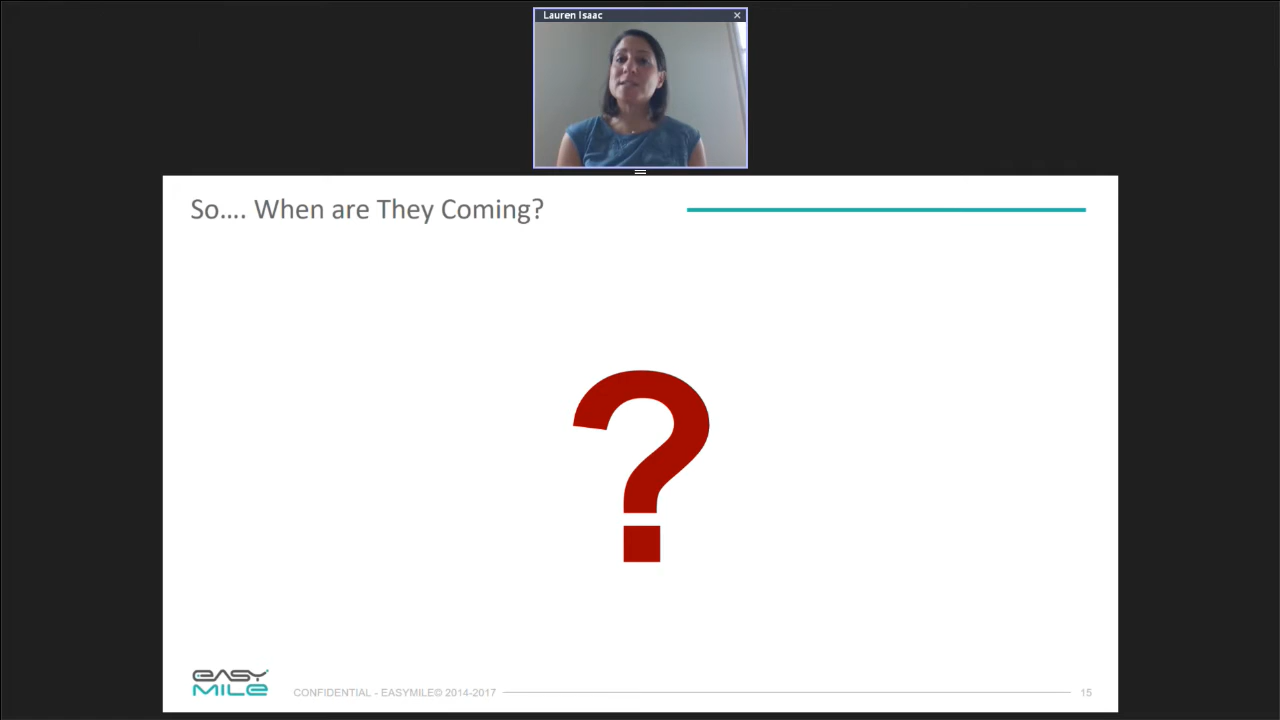 Lauren Isaac
So.... When are They Coming?
?
EASY
MILE
CONFIDENTIAL - EASYMILE© 2014-2017
15